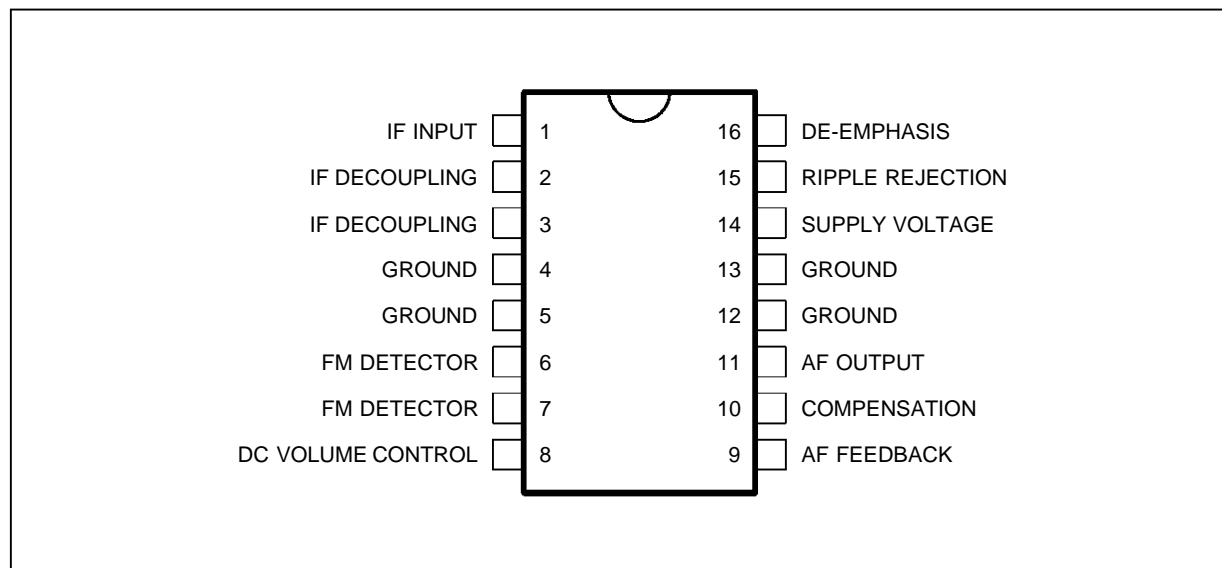 IF INPUT 1 16 DE-EMPHASIS
IF DECOUPLING 2 15 RIPPLE REJECTION
IF DECOUPLING 3 14 SUPPLY VOLTAGE
GROUND 4 13 GROUND
GROUND 5 12 GROUND
FM DETECTOR 6 11 AF OUTPUT
FM DETECTOR 7 10 COMPENSATION
DC VOLUME CONTROL 8 9 AF FEEDBACK